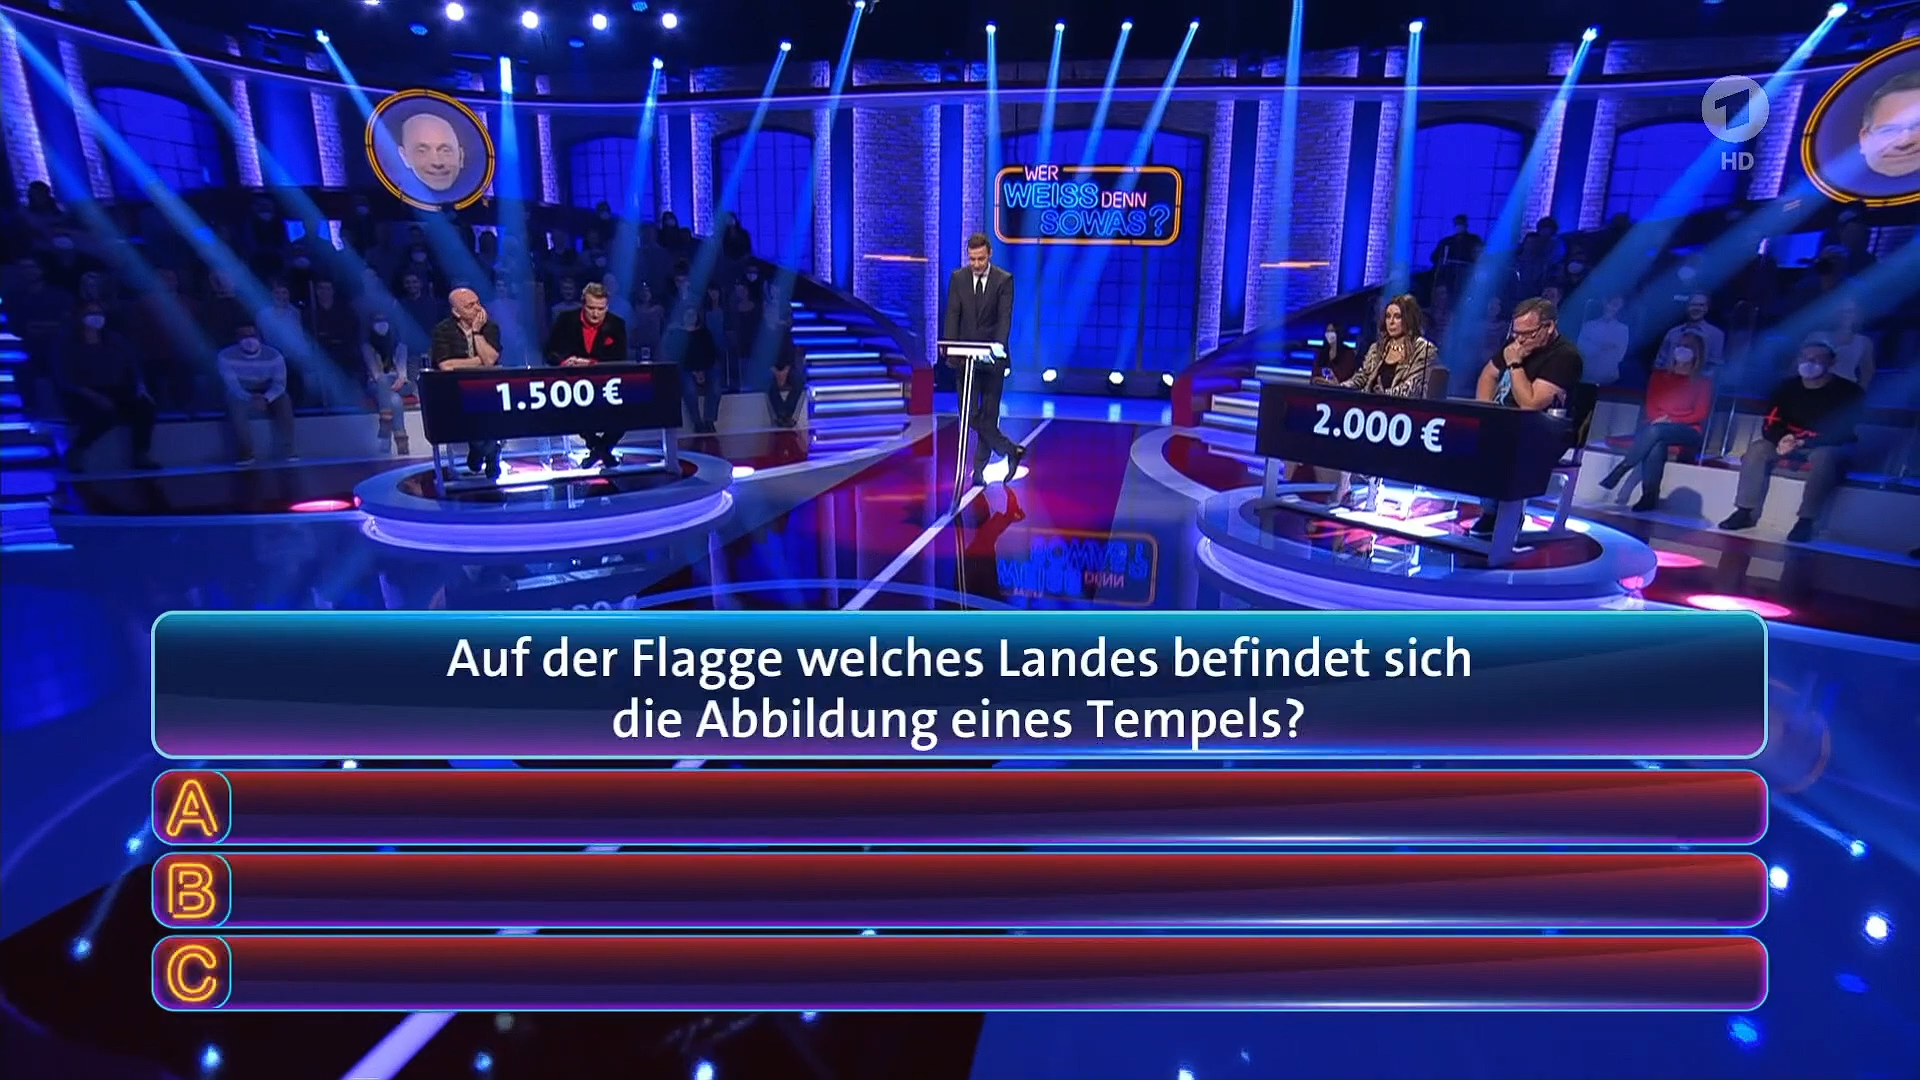 HD
WER
WEISS DENN
SOWAS?
1.500 €
2.000 €
Auf der Flagge welches Landes befindet sich
die Abbildung eines Tempels?
A
B
C